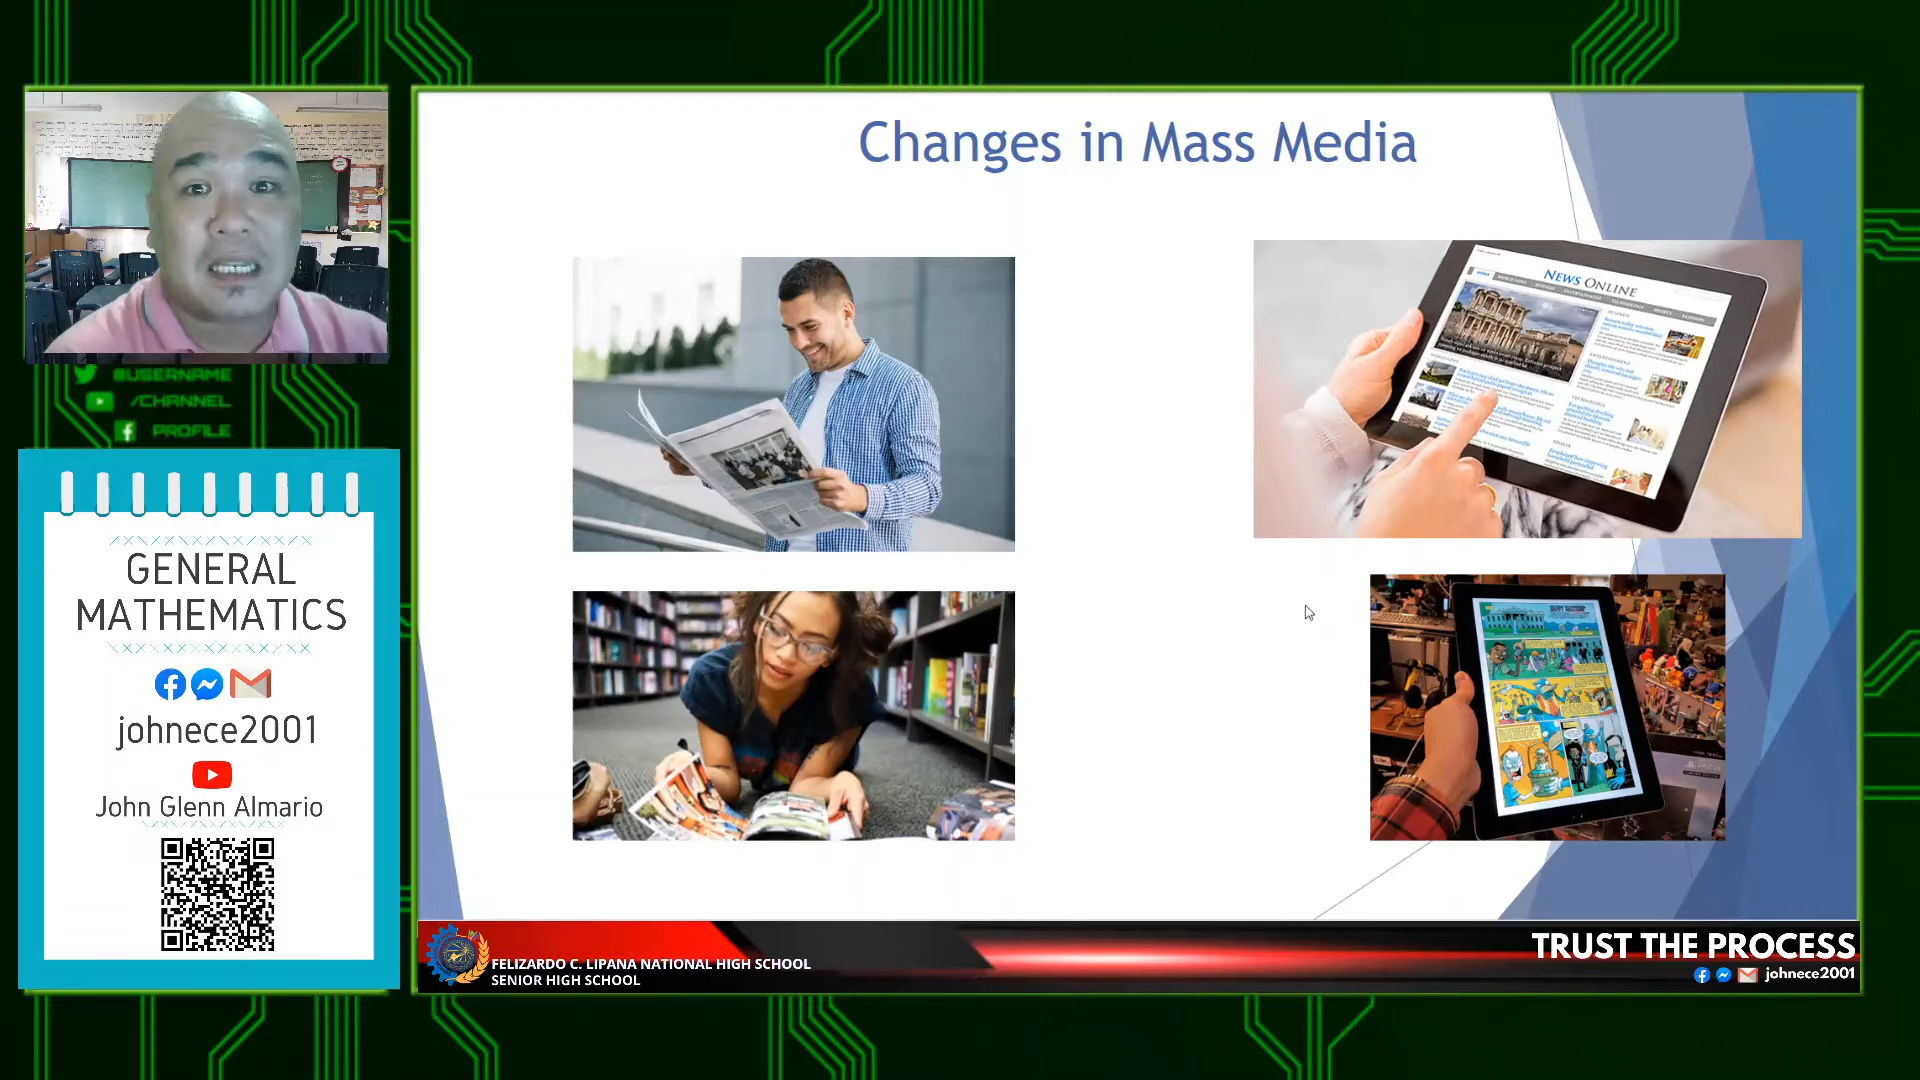 Changes in Mass Media
NEWS ONLINE
@USERNAME
/CHANNEL
PROFILE
GENERAL
MATHEMATICS
johnece2001
John Glenn Almario
FELIZARDO C. LIPANA NATIONAL HIGH SCHOOL
SENIOR HIGH SCHOOL
TRUST THE PROCESS
johnece2001